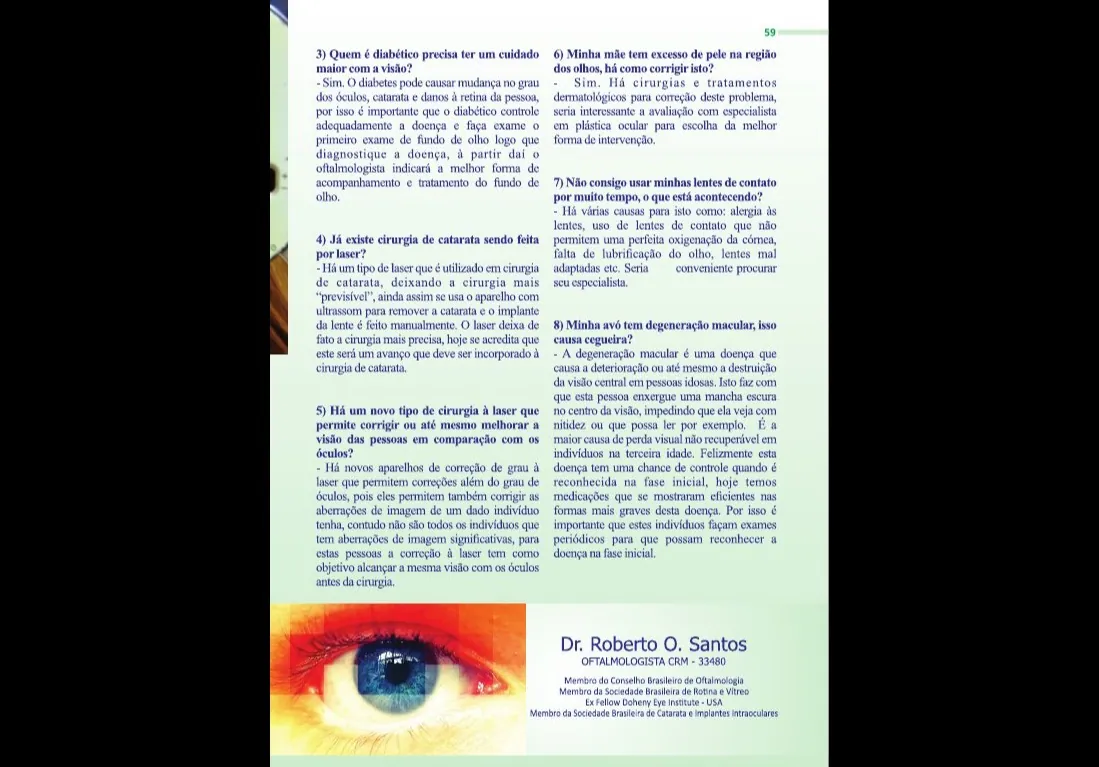 59
3) Quem é diabético precisa ter um cuidado
maior com a visão?
- Sim. O diabetes pode causar mudança no grau
dos óculos, catarata e danos à retina da pessoa,
por isso é importante que o diabético controle
adequadamente a doença e faça exame o
primeiro exame de fundo de olho logo que
diagnostique a doença, à partir daí o
oftalmologista indicará a melhor forma de
acompanhamento e tratamento do fundo de
olho.
4) Já existe cirurgia de catarata sendo feita
por laser?
- Há um tipo de laser que é utilizado em cirurgia
de catarata, deixando a cirurgia mais
“previsível”, ainda assim se usa o aparelho com
ultrassom para remover a catarata e o implante
da lente é feito manualmente. O laser deixa de
fato a cirurgia mais precisa, hoje se acredita que
este será um avanço que deve ser incorporado à
cirurgia de catarata.
5) Há um novo tipo de cirurgia à laser que
permite corrigir ou até mesmo melhorar a
visão das pessoas em comparação com os
óculos?
- Há novos aparelhos de correção de grau à
laser que permitem correções além do grau de
óculos, pois eles permitem também corrigir as
aberrações de imagem de um dado indivíduo
tenha, contudo não são todos os indivíduos que
tem aberrações de imagem significativas, para
estas pessoas a correção à laser tem como
objetivo alcançar a mesma visão com os óculos
antes da cirurgia.
6) Minha mãe tem excesso de pele na região
dos olhos, há como corrigir isto?
- Sim. Há cirurgias e tratamentos
dermatológicos para correção deste problema,
seria interessante a avaliação com especialista
em plástica ocular para escolha da melhor
forma de intervenção.
7) Não consigo usar minhas lentes de contato
por muito tempo, o que está acontecendo?
- Há várias causas para isto como: alergia às
lentes, uso de lentes de contato que não
permitem uma perfeita oxigenação da córnea,
falta de lubrificação do olho, lentes mal
adaptadas etc. Seria conveniente procurar
seu especialista.
8) Minha avó tem degeneração macular, isso
causa cegueira?
- A degeneração macular é uma doença que
causa a deterioração ou até mesmo a destruição
da visão central em pessoas idosas. Isto faz com
que esta pessoa enxergue uma mancha escura
no centro da visão, impedindo que ela veja com
nitidez ou que possa ler por exemplo. É a
maior causa de perda visual não recuperável em
indivíduos na terceira idade. Felizmente esta
doença tem uma chance de controle quando é
reconhecida na fase inicial, hoje temos
medicações que se mostraram eficientes nas
formas mais graves desta doença. Por isso é
importante que estes indivíduos façam exames
periódicos para que possam reconhecer a
doença na fase inicial.
Dr. Roberto O. Santos
OFTALMOLOGISTA CRM - 33480
Membro do Conselho Brasileiro de Oftalmologia
Membro da Sociedade Brasileira de Retina e Vítreo
Ex Fellow Doheny Eye Institute - USA
Membro da Sociedade Brasileira de Catarata e Implantes Intraoculares